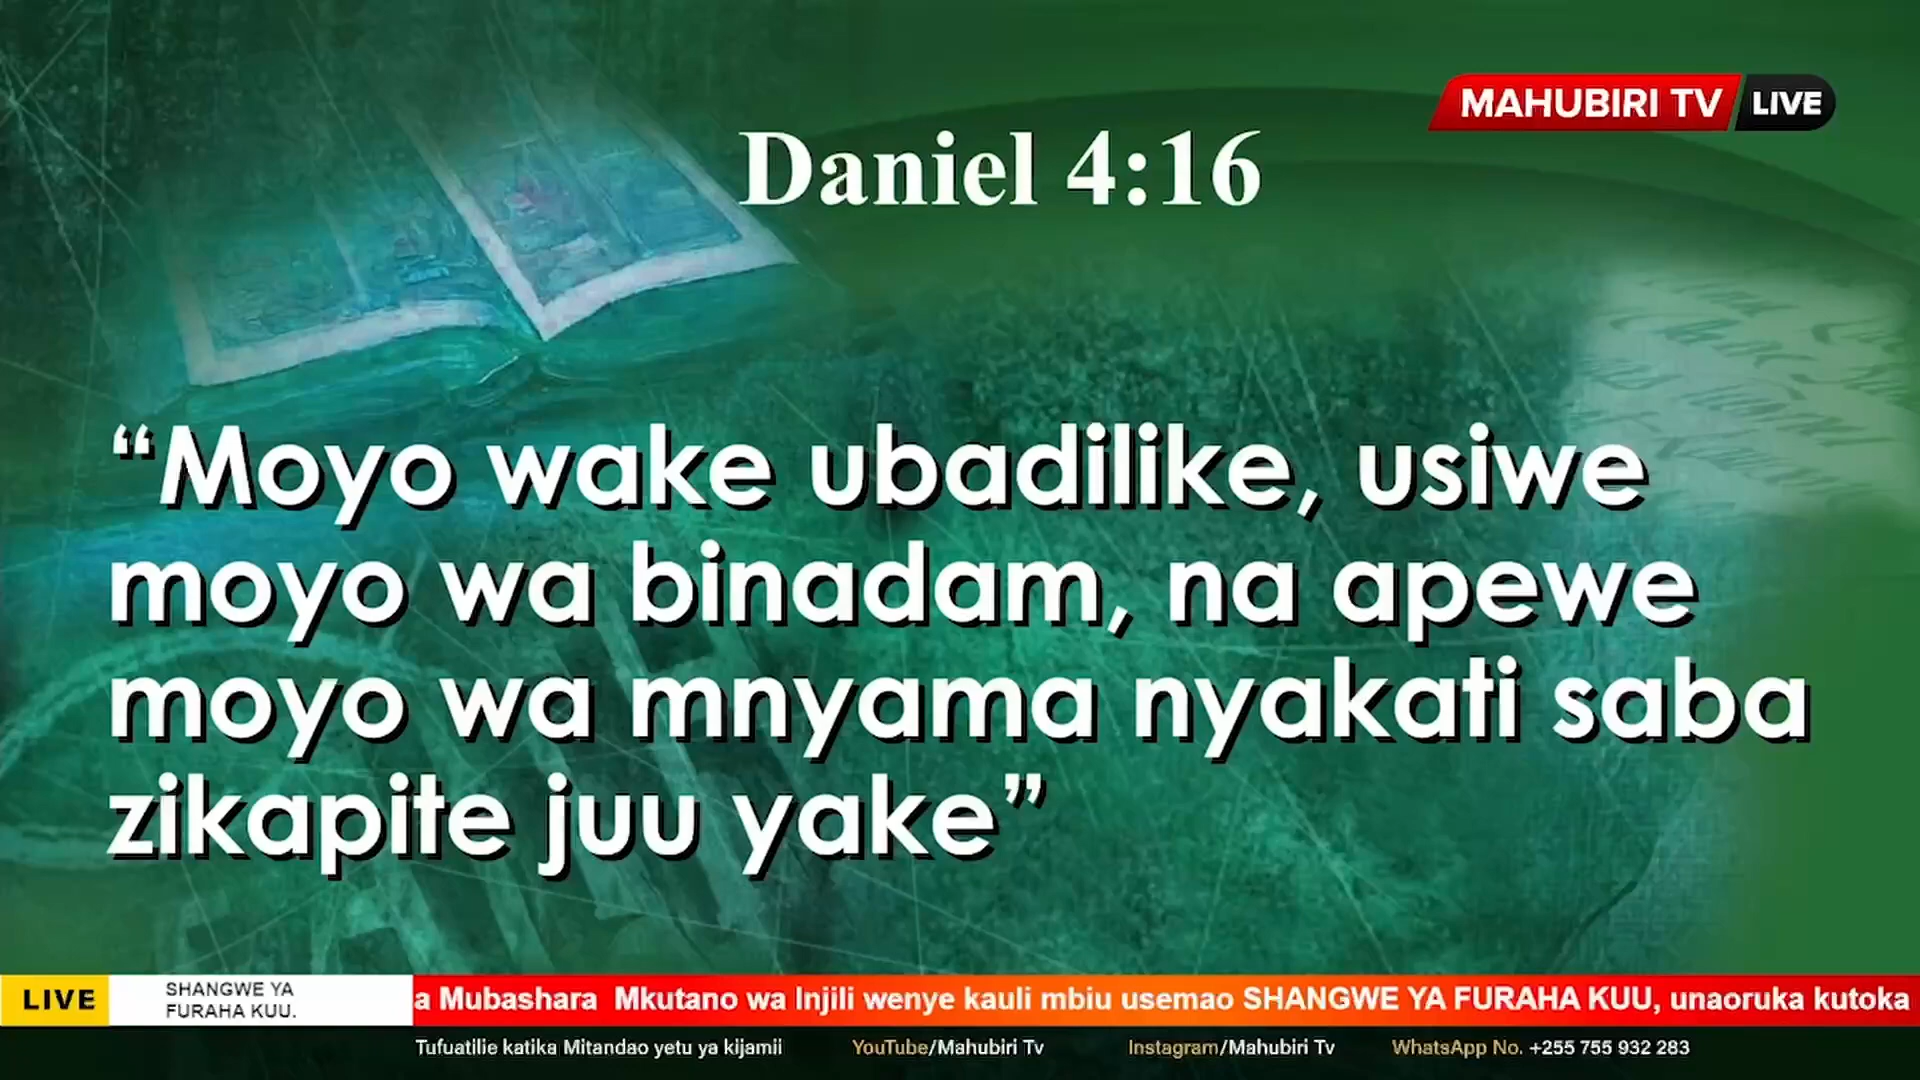 MAHUBIRI TV LIVE
Daniel 4:16
“Moyo wake ubadilike, usiwe
moyo wa binadam, na apewe
moyo wa mnyama nyakati saba
zikapite juu yake”
LIVE
SHANGWE YA
FURAHA KUU.
a Mubashara Mkutano wa Injili wenye kauli mbiu usemao SHANGWE YA FURAHA KUU, unaoruka kutoka
Tufuatilie katika Mitandao yetu ya kijamii YouTube/Mahubiri Tv Instagram/Mahubiri Tv WhatsApp No. +255 755 932 283